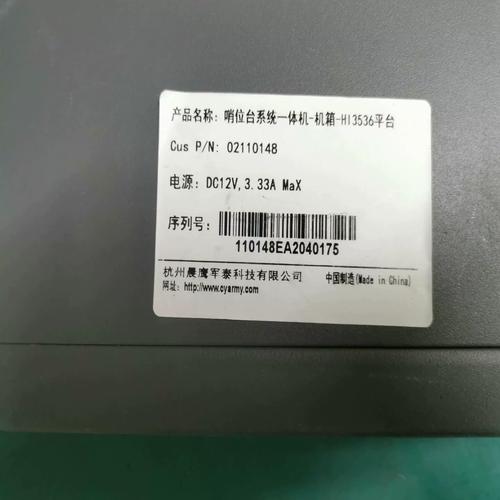 产品名称: 哨位台系统一体机-机箱-HI3536平台
Cus P/N: 02110148
电源: DC12V,3.33A MaX
序列号:
110148EA2040175
杭州晨鹰军泰科技有限公司
中国制造(Made in China)
网址: http://www.cyarmy.com